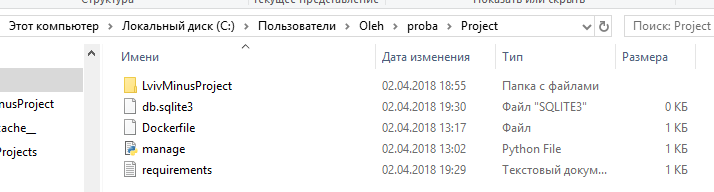 Структура Текущее представление Показать или скрыть
Этот компьютер › Локальный диск (C:) › Пользователи › Oleh › proba › Project Поиск: Project
Имени Дата изменения Тип Размера
LvivMinusProject 02.04.2018 18:55 Папка с файлами
nusProject db.sqlite3 02.04.2018 19:30 Файл "SQLITE3" 0 КБ
ache__ Dockerfile 02.04.2018 13:17 Файл 1 КБ
rojects manage 02.04.2018 13:02 Python File 1 КБ
requirements 02.04.2018 19:29 Текстовый докум... 1 КБ